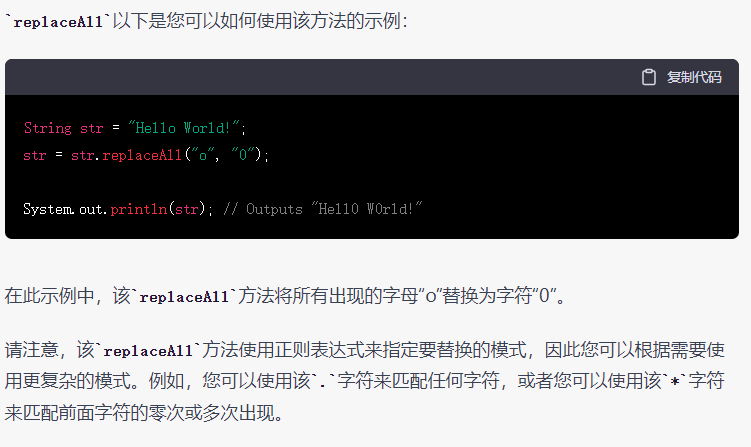 `replaceAll`以下是您可以如何使用该方法的示例：
复制代码
String str = "Hello World!";
str = str.replaceAll("o", "0");
System.out.println(str); // Outputs "Hell0 W0rld!"
在此示例中，该`replaceAll`方法将所有出现的字母“o”替换为字符“0”。
请注意，该`replaceAll`方法使用正则表达式来指定要替换的模式，因此您可以根据需要使
用更复杂的模式。例如，您可以使用该`.`字符来匹配任何字符，或者您可以使用该`*`字符
来匹配前面字符的零次或多次出现。